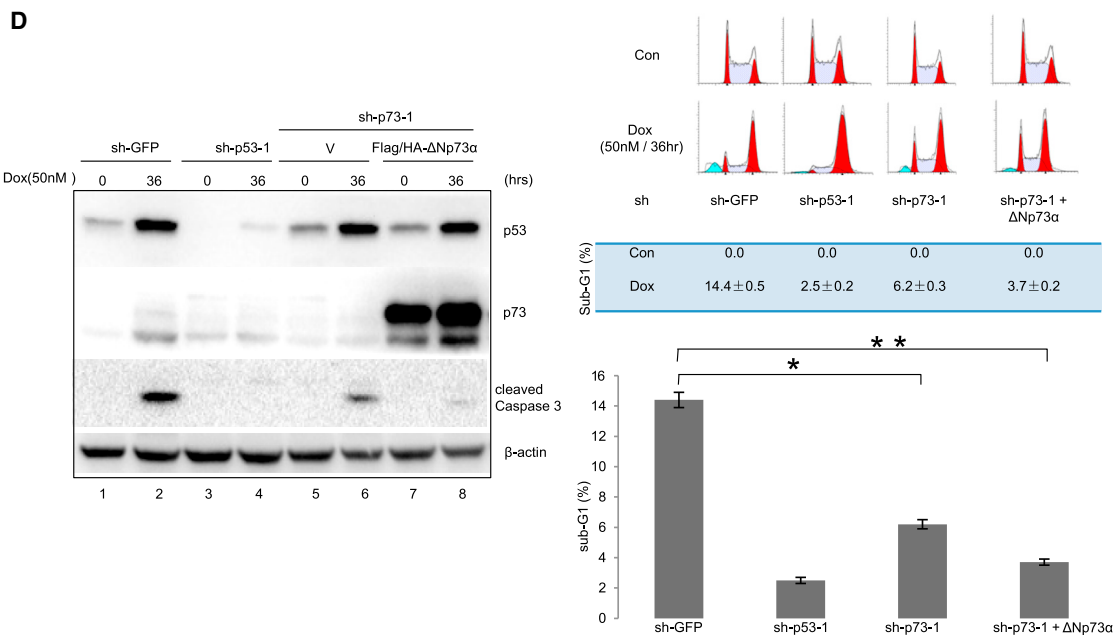 D
sh-p73-1
sh-GFP sh-p53-1 V Flag/HA-ΔNp73α
Dox(50nM ) 0 36 0 36 0 36 0 36 (hrs)
p53
p73
cleaved
Caspase 3
β-actin
1 2 3 4 5 6 7 8
Con
Dox
(50nM / 36hr)
sh sh-GFP sh-p53-1 sh-p73-1 sh-p73-1 +
ΔNp73α
Sub-G1 (%)
Con 0.0 0.0 0.0 0.0
Dox 14.4±0.5 2.5±0.2 6.2±0.3 3.7±0.2
* *
*
sub-G1 (%)
16
14
12
10
8
6
4
2
0
sh-GFP sh-p53-1 sh-p73-1 sh-p73-1 + ΔNp73α